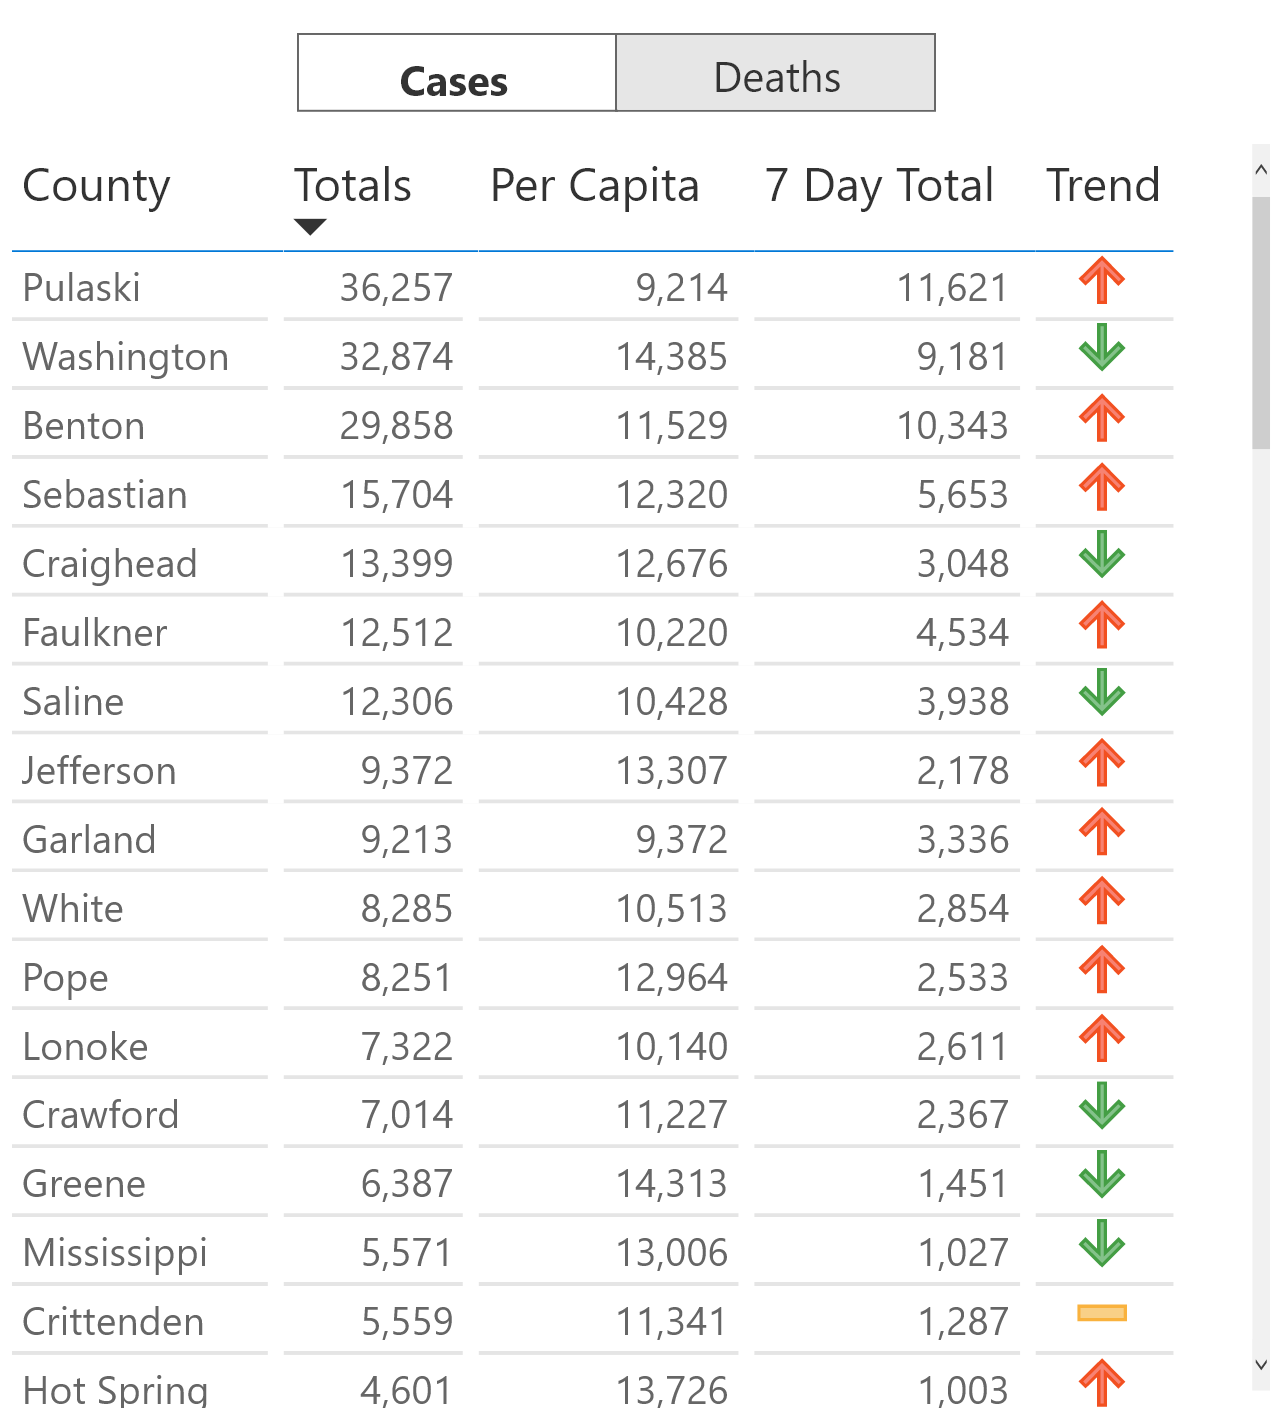 Cases Deaths
County Totals Per Capita 7 Day Total Trend
Pulaski 36,257 9,214 11,621
Washington 32,874 14,385 9,181
Benton 29,858 11,529 10,343
Sebastian 15,704 12,320 5,653
Craighead 13,399 12,676 3,048
Faulkner 12,512 10,220 4,534
Saline 12,306 10,428 3,938
Jefferson 9,372 13,307 2,178
Garland 9,213 9,372 3,336
White 8,285 10,513 2,854
Pope 8,251 12,964 2,533
Lonoke 7,322 10,140 2,611
Crawford 7,014 11,227 2,367
Greene 6,387 14,313 1,451
Mississippi 5,571 13,006 1,027
Crittenden 5,559 11,341 1,287
Hot Spring 4,601 13,726 1,003